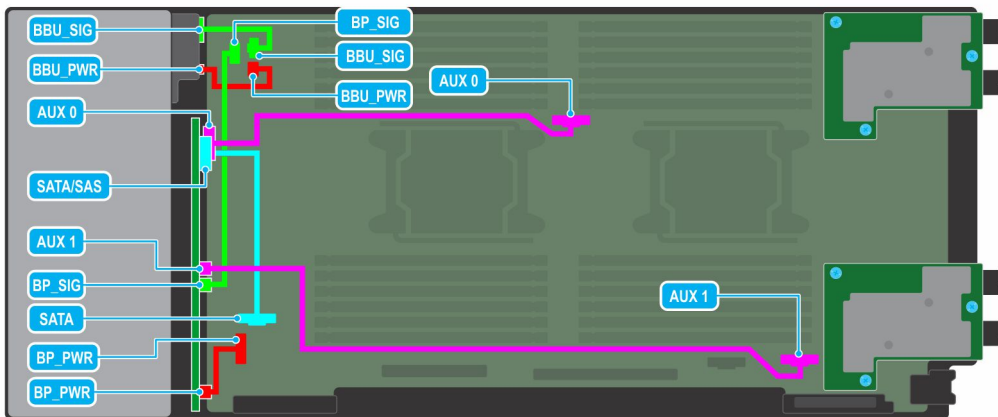 BBU_SIG
BP_SIG
BBU_SIG
BBU_PWR
BBU_PWR
AUX 0
AUX 0
SATA/SAS
AUX 1
BP_SIG
AUX 1
SATA
BP_PWR
BP_PWR